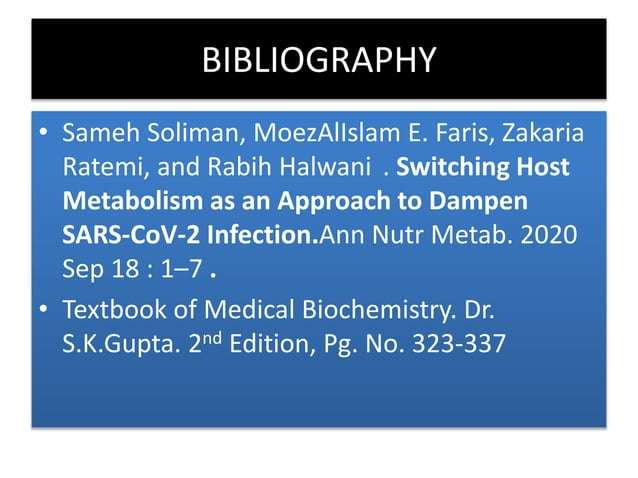 BIBLIOGRAPHY
• Sameh Soliman, MoezAlIslam E. Faris, Zakaria
Ratemi, and Rabih Halwani . Switching Host
Metabolism as an Approach to Dampen
SARS-CoV-2 Infection.Ann Nutr Metab. 2020
Sep 18 : 1–7 .
• Textbook of Medical Biochemistry. Dr.
S.K.Gupta. 2nd Edition, Pg. No. 323-337